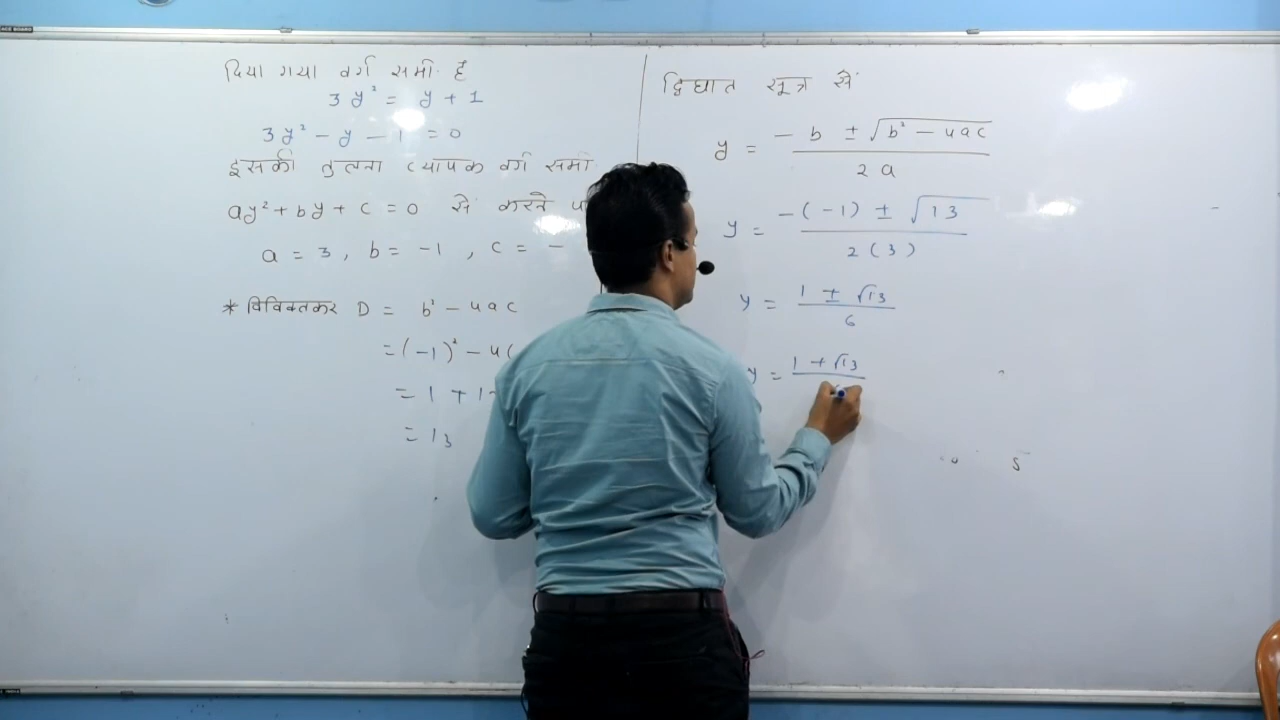 दिया गया वर्ग समी. है
3y² = y + 1
3y² - y - 1 = 0
इसकी तुलना व्यापक वर्ग समी.
ay² + by + c = 0 से करने
a = 3, b = -1, c = -
* विविक्तकर D = b² - 4ac
= (-1)² - 4(
= 1 + 1
= 13
द्विघात सूत्र से
y = (-b ± √(b² - 4ac)) / 2a
y = (-(-1) ± √13) / 2(3)
y = (1 ± √13) / 6
y = 1 + √13